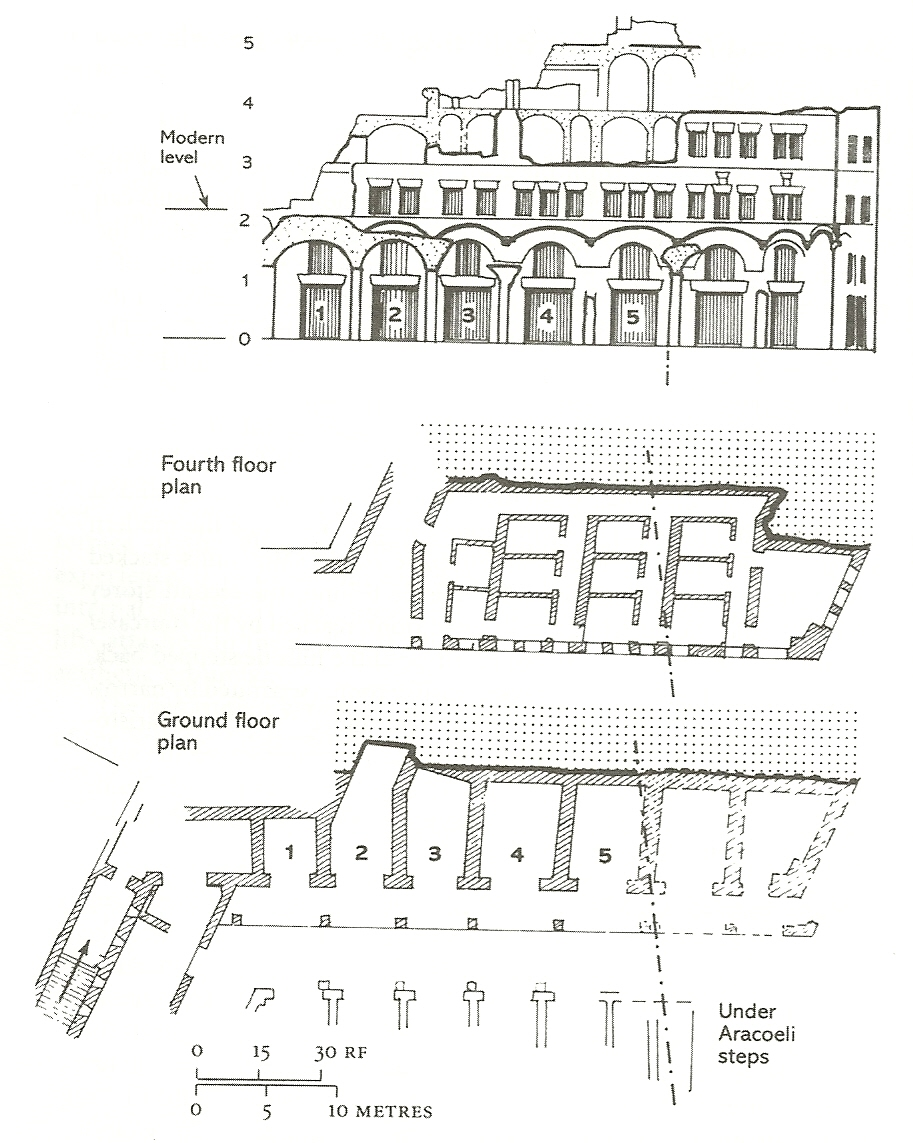 5
4
Modern
level
3
2
1
0
1 2 3 4 5
Fourth floor
plan
Ground floor
plan
1 2 3 4 5
Under
Aracoeli
steps
0 15 30 RF
0 5 10 METRES